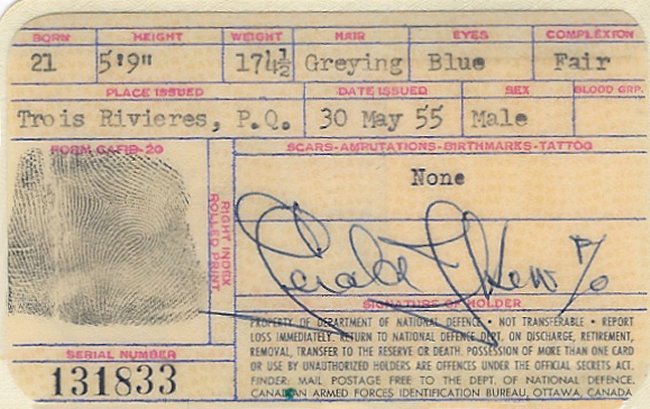 BORN HEIGHT WEIGHT HAIR EYES COMPLEXION
21 5'9" 174½ Greying Blue Fair
PLACE ISSUED DATE ISSUED SEX BLOOD GRP.
Trois Rivieres, P.Q. 30 May 55 Male
FORM CAFIB-20 SCARS-AMPUTATIONS-BIRTHMARKS-TATTOO
None
RIGHT INDEX
ROLLED PRINT
SIGNATURE OF HOLDER
PROPERTY OF DEPARTMENT OF NATIONAL DEFENCE • NOT TRANSFERABLE • REPORT
LOSS IMMEDIATELY. RETURN TO NATIONAL DEFENCE DEPT. ON DISCHARGE, RETIREMENT,
REMOVAL, TRANSFER TO THE RESERVE OR DEATH. POSSESSION OF MORE THAN ONE CARD
OR USE BY UNAUTHORIZED HOLDERS ARE OFFENCES UNDER THE OFFICIAL SECRETS ACT.
FINDER: MAIL POSTAGE FREE TO THE DEPT. OF NATIONAL DEFENCE.
CANADIAN ARMED FORCES IDENTIFICATION BUREAU, OTTAWA, CANADA
SERIAL NUMBER
131833